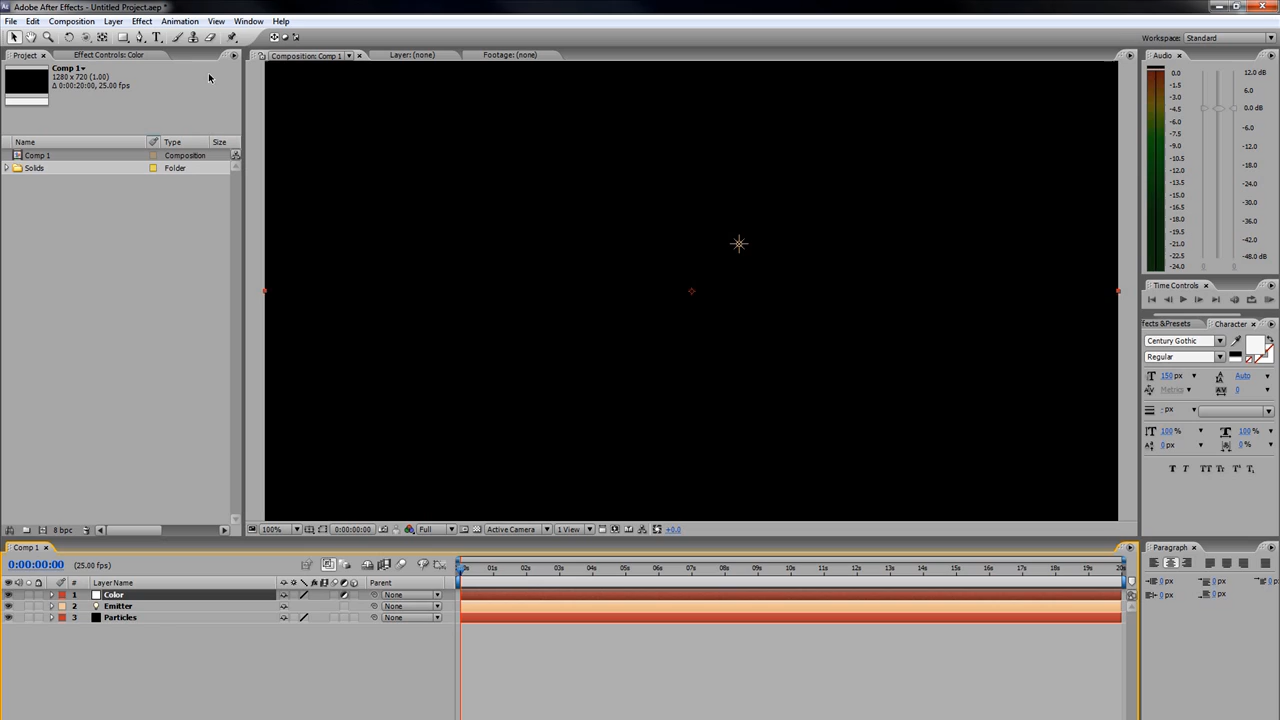 Adobe After Effects - Untitled Project.aep *
File Edit Composition Layer Effect Animation View Window Help
Workspace: Standard
Project Effect Controls: Color
Composition: Comp 1 Layer: (none) Footage: (none)
Audio
Comp 1
1280 x 720 (1.00)
Δ 0:00:20:00, 25.00 fps
Name Type Size
Comp 1 Composition
Solids Folder
0.0
-1.5
-3.0
-4.5
-6.0
-7.5
-9.0
-10.5
-12.0
-13.5
-15.0
-16.5
-18.0
-19.5
-21.0
-22.5
-24.0
12.0 dB
6.0
0.0 dB
-6.0
-12.0
-18.0
-24.0
-30.0
-36.0
-42.0
-48.0 dB
Time Controls
ffects &Presets Character
Century Gothic
Regular
150 px Auto
Metrics 0
- px
100 % 100 %
0 px 0 %
T T TT Tr T T
8 bpc
100% 0:00:00:00 Full Active Camera 1 View +0.0
Comp 1
0:00:00:00 (25.00 fps)
# Layer Name Parent
1 Color None
2 Emitter None
3 Particles None
01s 02s 03s 04s 05s 06s 07s 08s 09s 10s 11s 12s 13s 14s 15s 16s 17s 18s 19s 20s
Paragraph
0 px 0 px 0 px
0 px 0 px